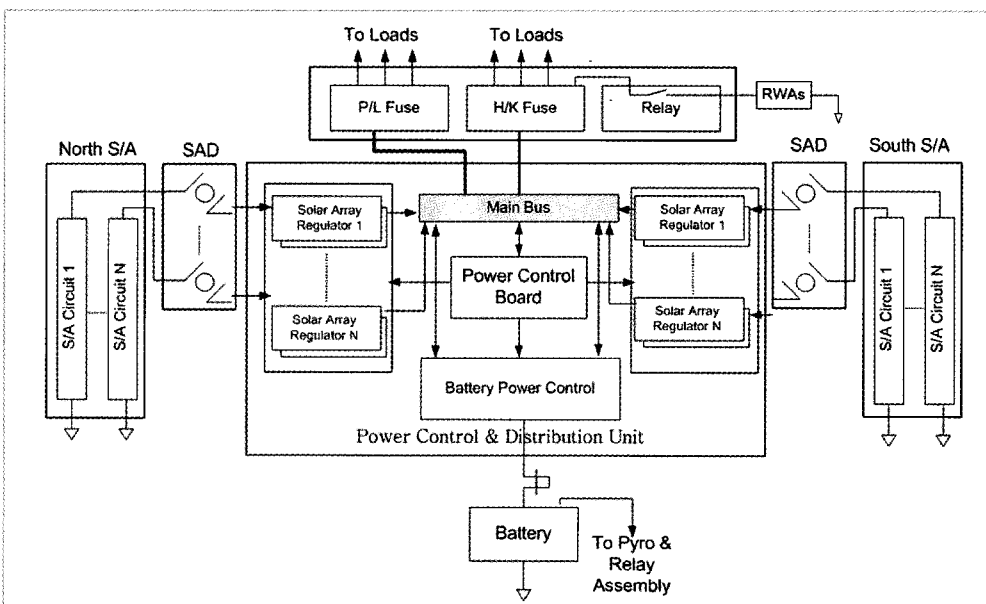 To Loads
To Loads
P/L Fuse
H/K Fuse
Relay
RWAs
North S/A
SAD
SAD
South S/A
Main Bus
Solar Array
Regulator 1
Solar Array
Regulator 1
Power Control
Board
Solar Array
Regulator N
Solar Array
Regulator N
S/A Circuit 1
S/A Circuit N
S/A Circuit 1
S/A Circuit N
Battery Power Control
Power Control & Distribution Unit
Battery
To Pyro &
Relay
Assembly